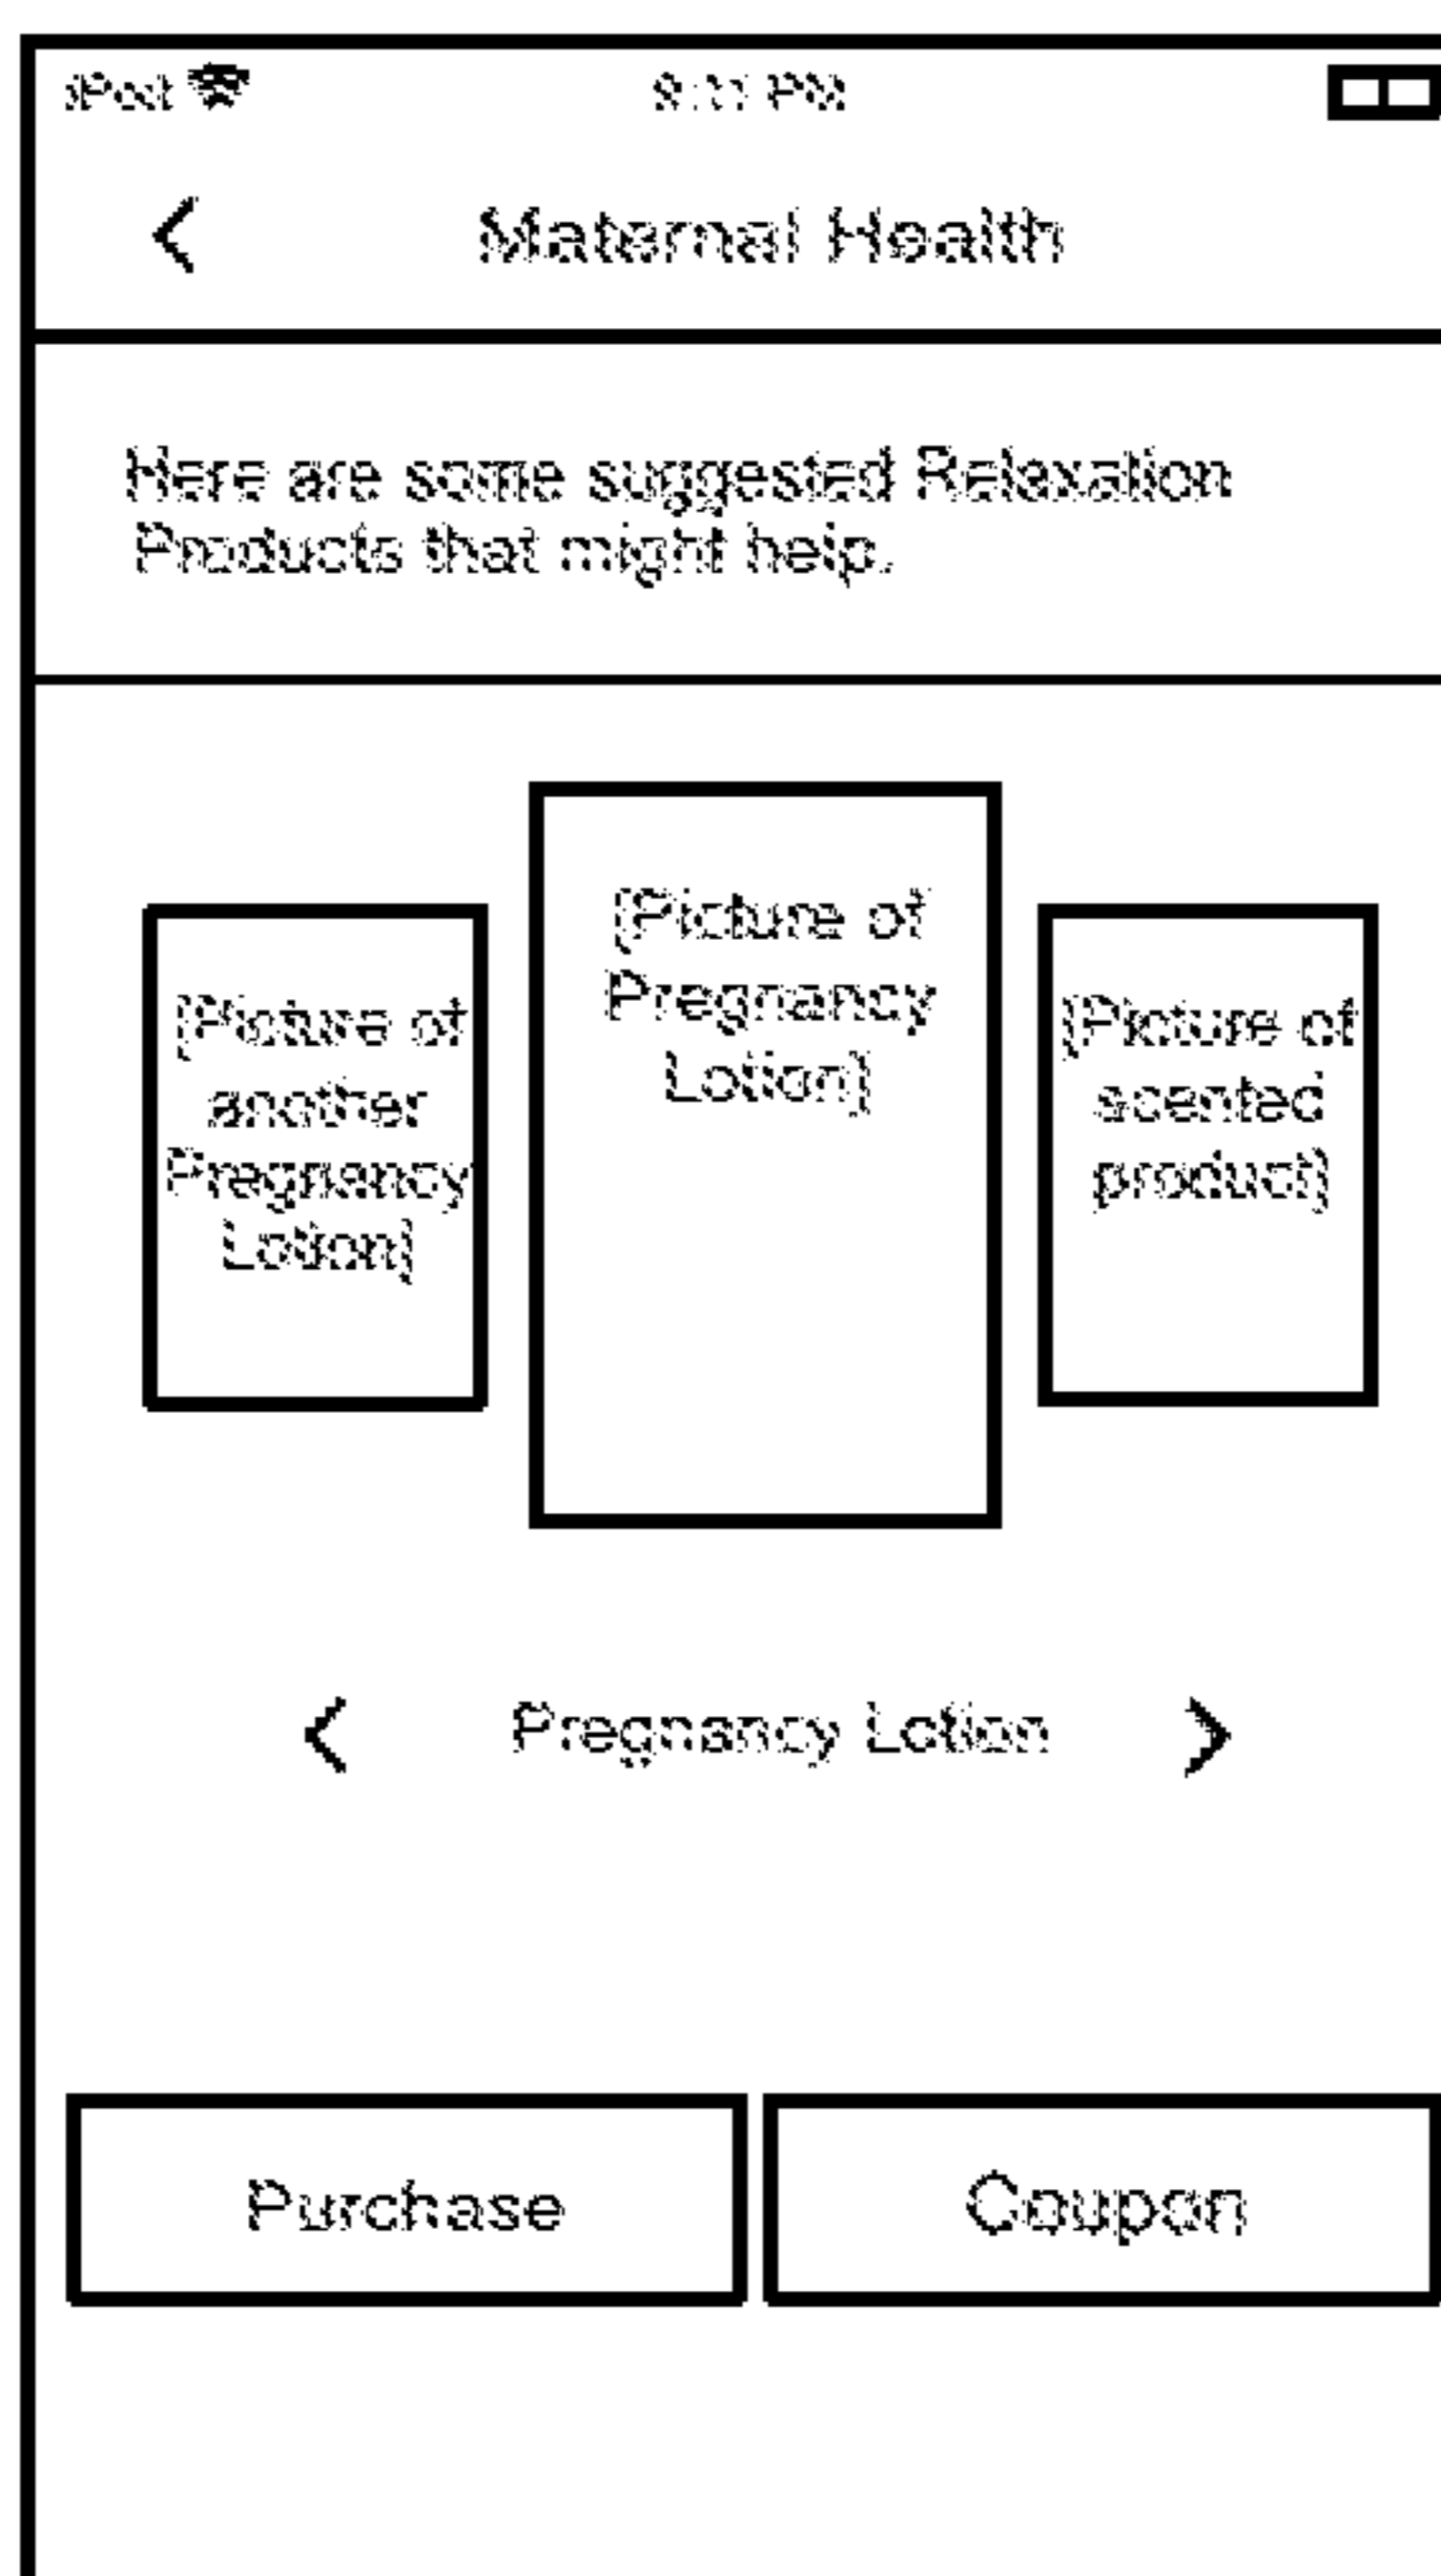 iPod
PM
Maternal Health
Here are some suggested Relaxation
Products that might help.
[Picture of
Pregnancy
Lotion]
[Picture of
another
Pregnancy
Lotion]
[Picture of
scented
product]
Pregnancy Lotion
Purchase
Coupon